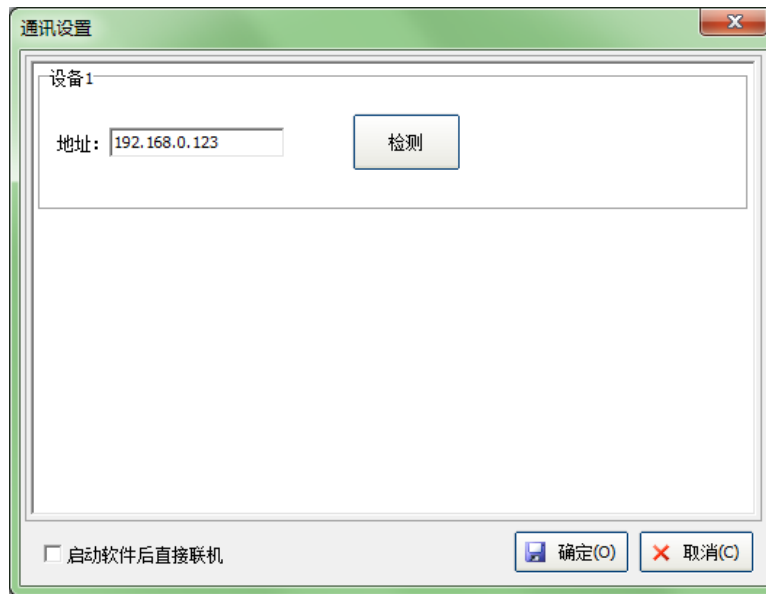 通讯设置
设备1
地址: 192.168.0.123
检测
启动软件后直接联机
确定(O)
取消(C)